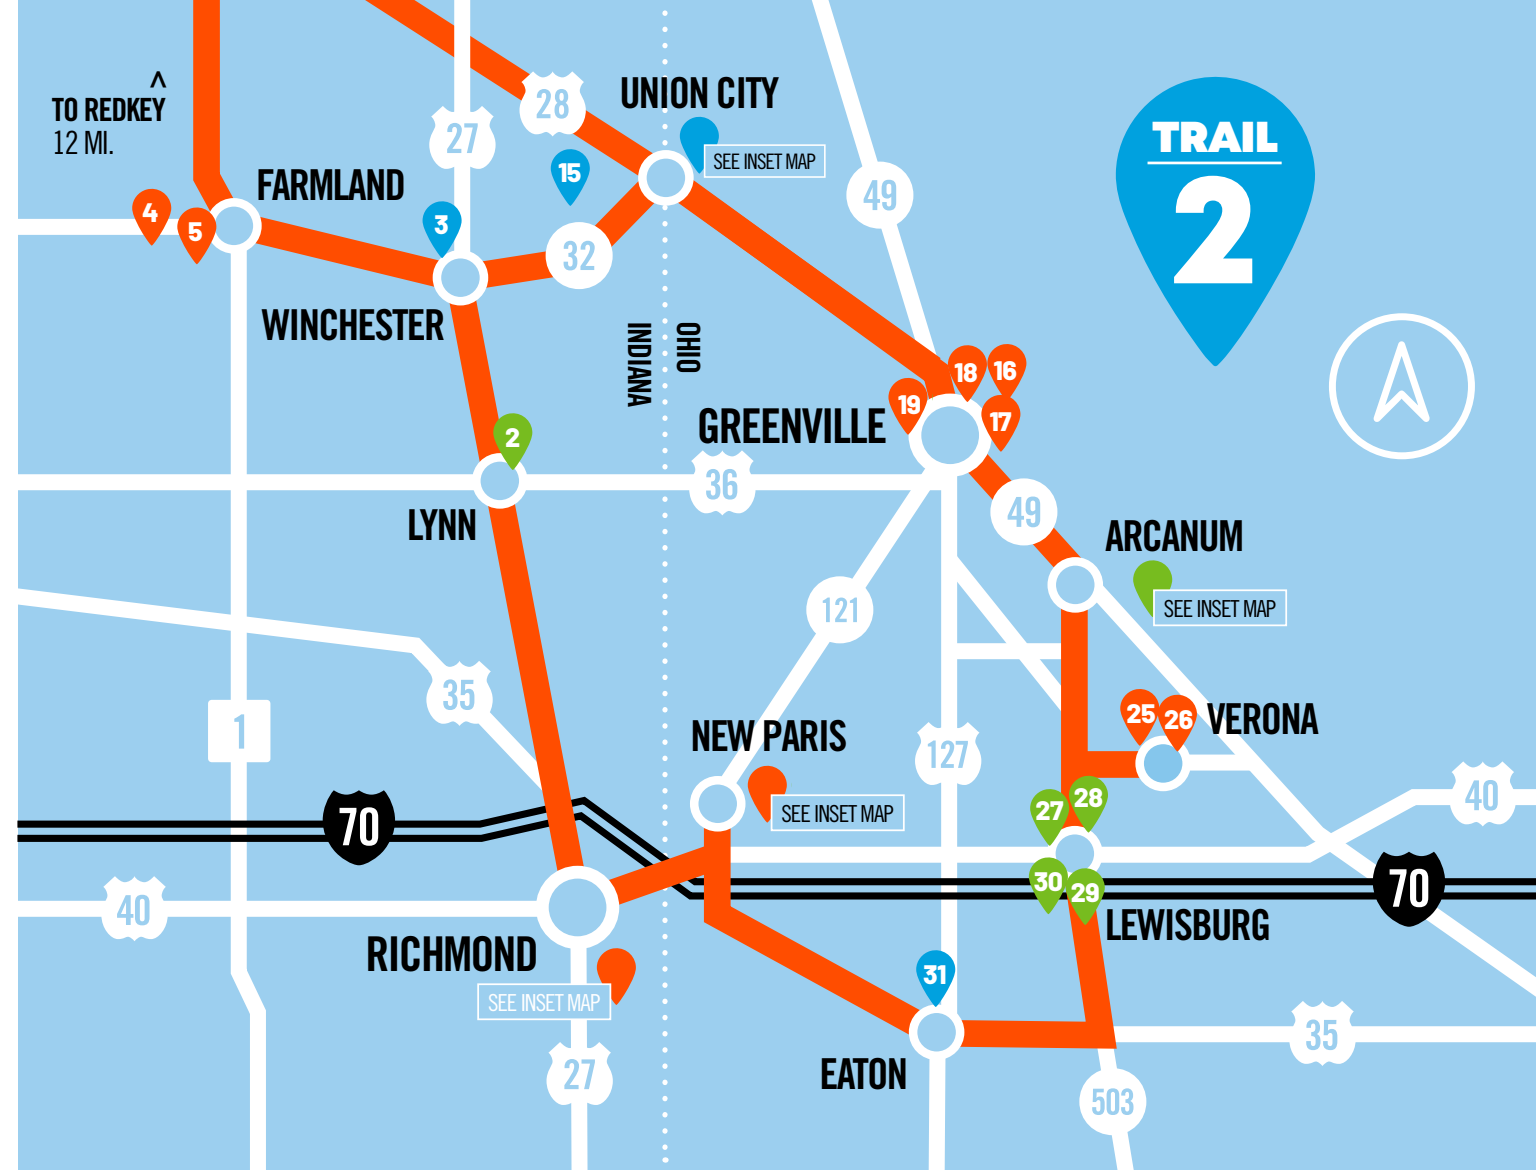 ^
TO REDKEY
12 MI.
28
UNION CITY
SEE INSET MAP
TRAIL
2
27
15
49
FARMLAND
4
5
3
32
WINCHESTER
INDIANA
OHIO
18
16
19
17
GREENVILLE
2
36
49
LYNN
ARCANUM
SEE INSET MAP
121
35
1
NEW PARIS
SEE INSET MAP
127
25
26
VERONA
40
70
27
28
30
29
70
40
LEWISBURG
RICHMOND
SEE INSET MAP
31
35
27
EATON
503